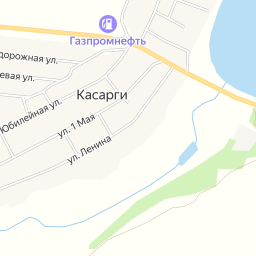 Газпромнефть
дорожная ул.
евая ул.
Юбилейная ул.
ул. 1 Мая
Касарги
ул. Ленина